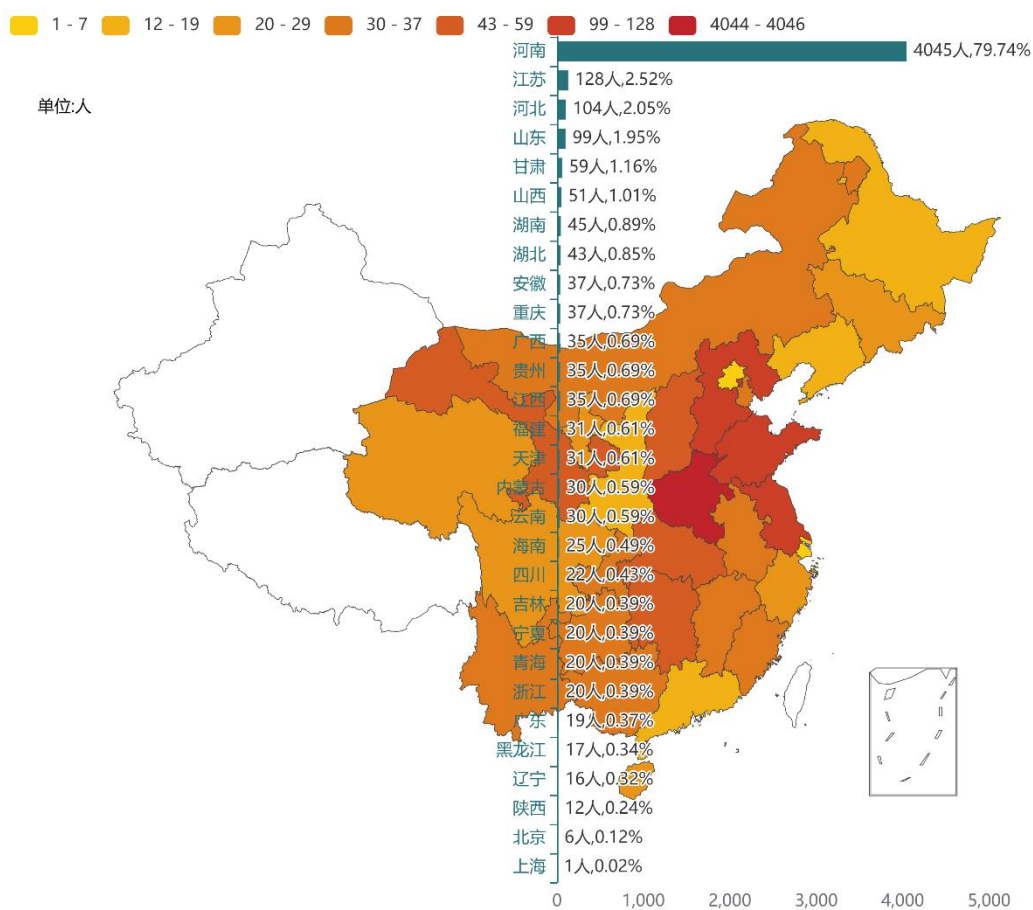 1 - 7 12 - 19 20 - 29 30 - 37 43 - 59 99 - 128 4044 - 4046
单位:人
河南 4045人,79.74%
江苏 128人,2.52%
河北 104人,2.05%
山东 99人,1.95%
甘肃 59人,1.16%
山西 51人,1.01%
湖南 45人,0.89%
湖北 43人,0.85%
安徽 37人,0.73%
重庆 37人,0.73%
广西 35人,0.69%
贵州 35人,0.69%
江西 35人,0.69%
福建 31人,0.61%
天津 31人,0.61%
内蒙古 30人,0.59%
云南 30人,0.59%
海南 25人,0.49%
四川 22人,0.43%
吉林 20人,0.39%
宁夏 20人,0.39%
青海 20人,0.39%
浙江 20人,0.39%
广东 19人,0.37%
黑龙江 17人,0.34%
辽宁 16人,0.32%
陕西 12人,0.24%
北京 6人,0.12%
上海 1人,0.02%
0 1,000 2,000 3,000 4,000 5,000